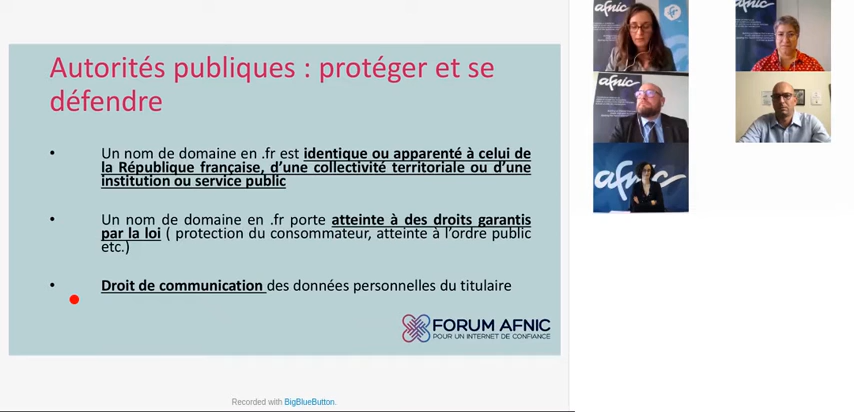 Autorités publiques : protéger et se
défendre
• Un nom de domaine en .fr est identique ou apparenté à celui de
la République française, d'une collectivité territoriale ou d'une
institution ou service public
• Un nom de domaine en .fr porte atteinte à des droits garantis
par la loi ( protection du consommateur, atteinte à l'ordre public
etc.)
• Droit de communication des données personnelles du titulaire
FORUM AFNIC
POUR UN INTERNET DE CONFIANCE
Recorded with BigBlueButton.
afnic
afnic
afnic